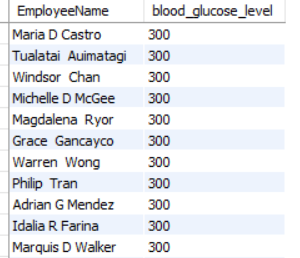 EmployeeName blood_glucose_level
Maria D Castro 300
Tualatai Auimatagi 300
Windsor Chan 300
Michelle D McGee 300
Magdalena Ryor 300
Grace Gancayco 300
Warren Wong 300
Philip Tran 300
Adrian G Mendez 300
Idalia R Farina 300
Marquis D Walker 300